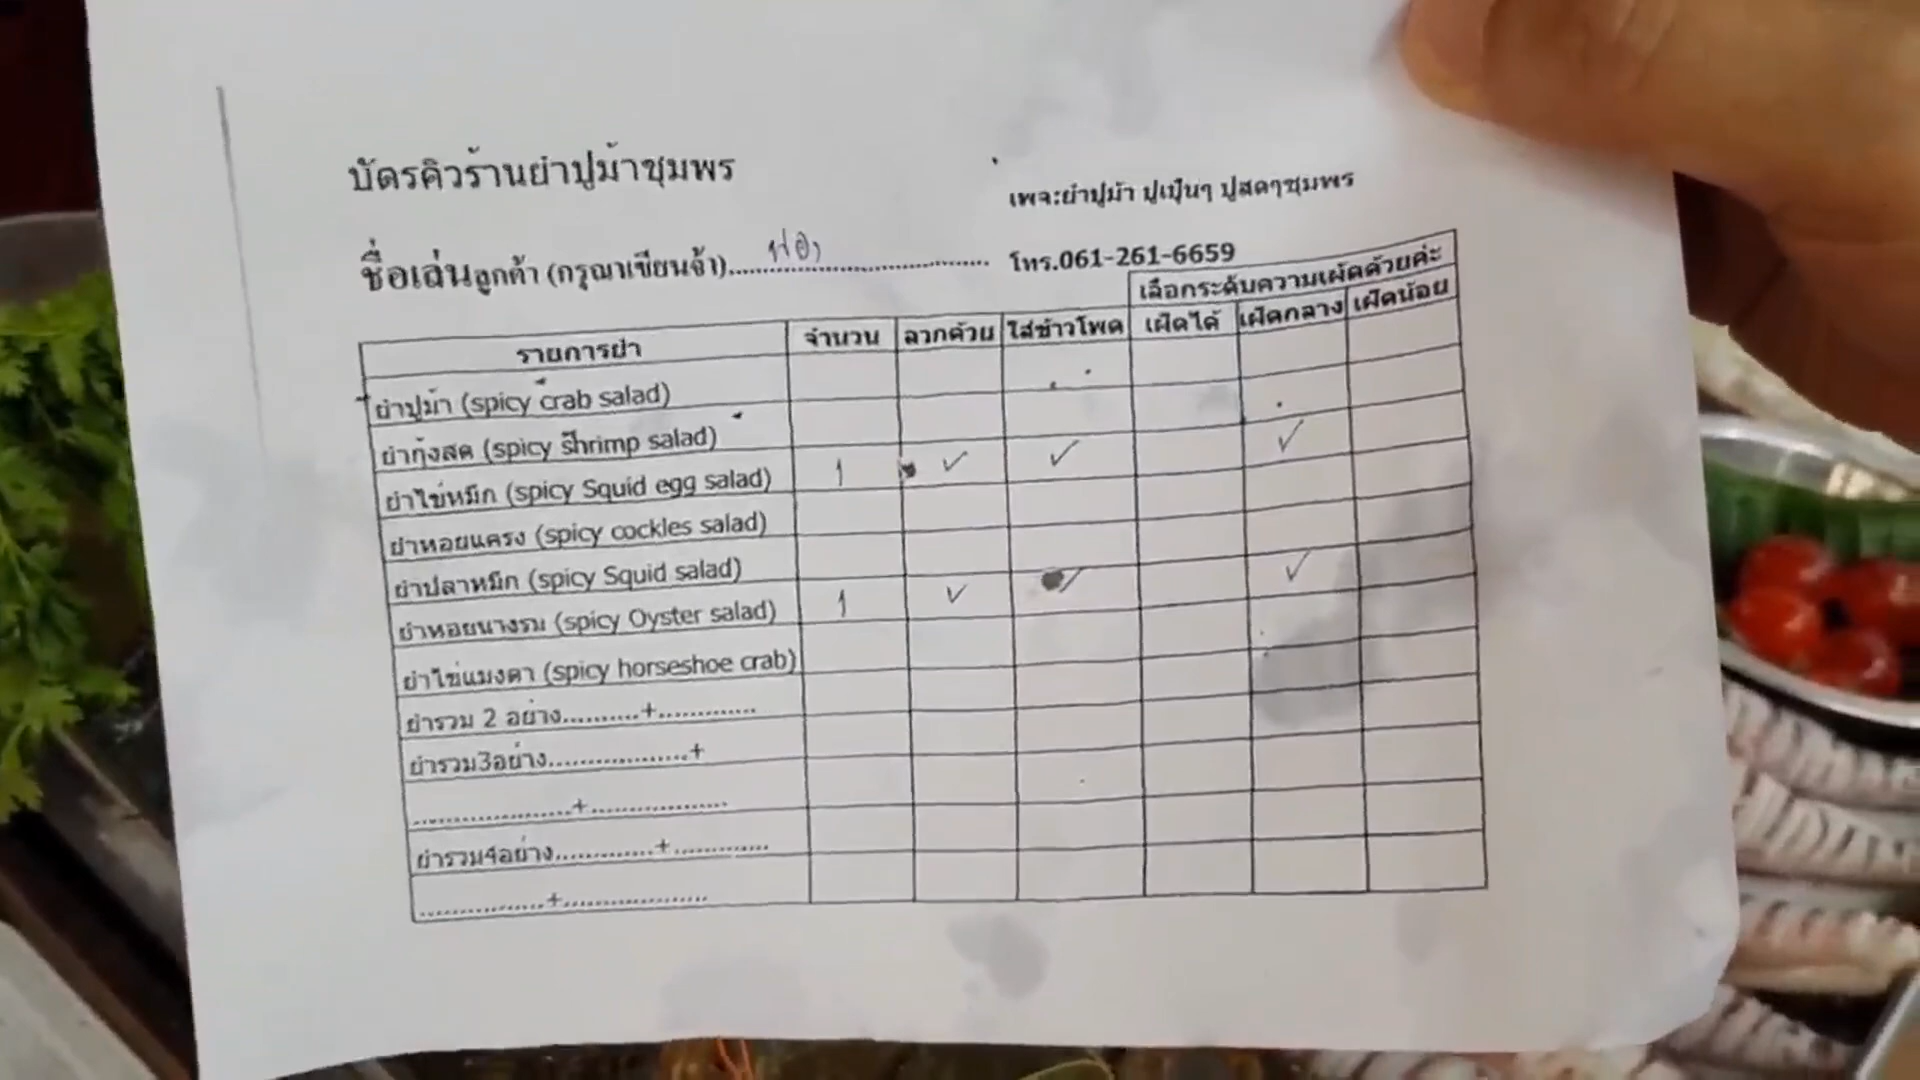 บัตรคิวร้านยำปูม้าชุมพร
เพจ:ยำปูม้า ปูเป็นๆ ปูสดๆชุมพร
ชื่อเล่นลูกค้า (กรุณาเขียนจ้า)..............................
โทร.061-261-6659
เลือกระดับความเผ็ดด้วยค่ะ
รายการยำ จำนวน ลวกด้วย ใส่ข้าวโพด เผ็ดได้ เผ็ดกลาง เผ็ดน้อย
ยำปูม้า (spicy crab salad)
ยำกุ้งสด (spicy Shrimp salad)
ยำไข่หมึก (spicy Squid egg salad) 1 ✓ ✓ ✓
ยำหอยแครง (spicy cockles salad)
ยำปลาหมึก (spicy Squid salad)
ยำหอยนางรม (spicy Oyster salad) 1 ✓ ✓ ✓
ยำไข่แมงดา (spicy horseshoe crab)
ยำรวม 2 อย่าง..........+.............
ยำรวม3อย่าง..................+
....................+.................
ยำรวม4อย่าง.............+............
................+..................